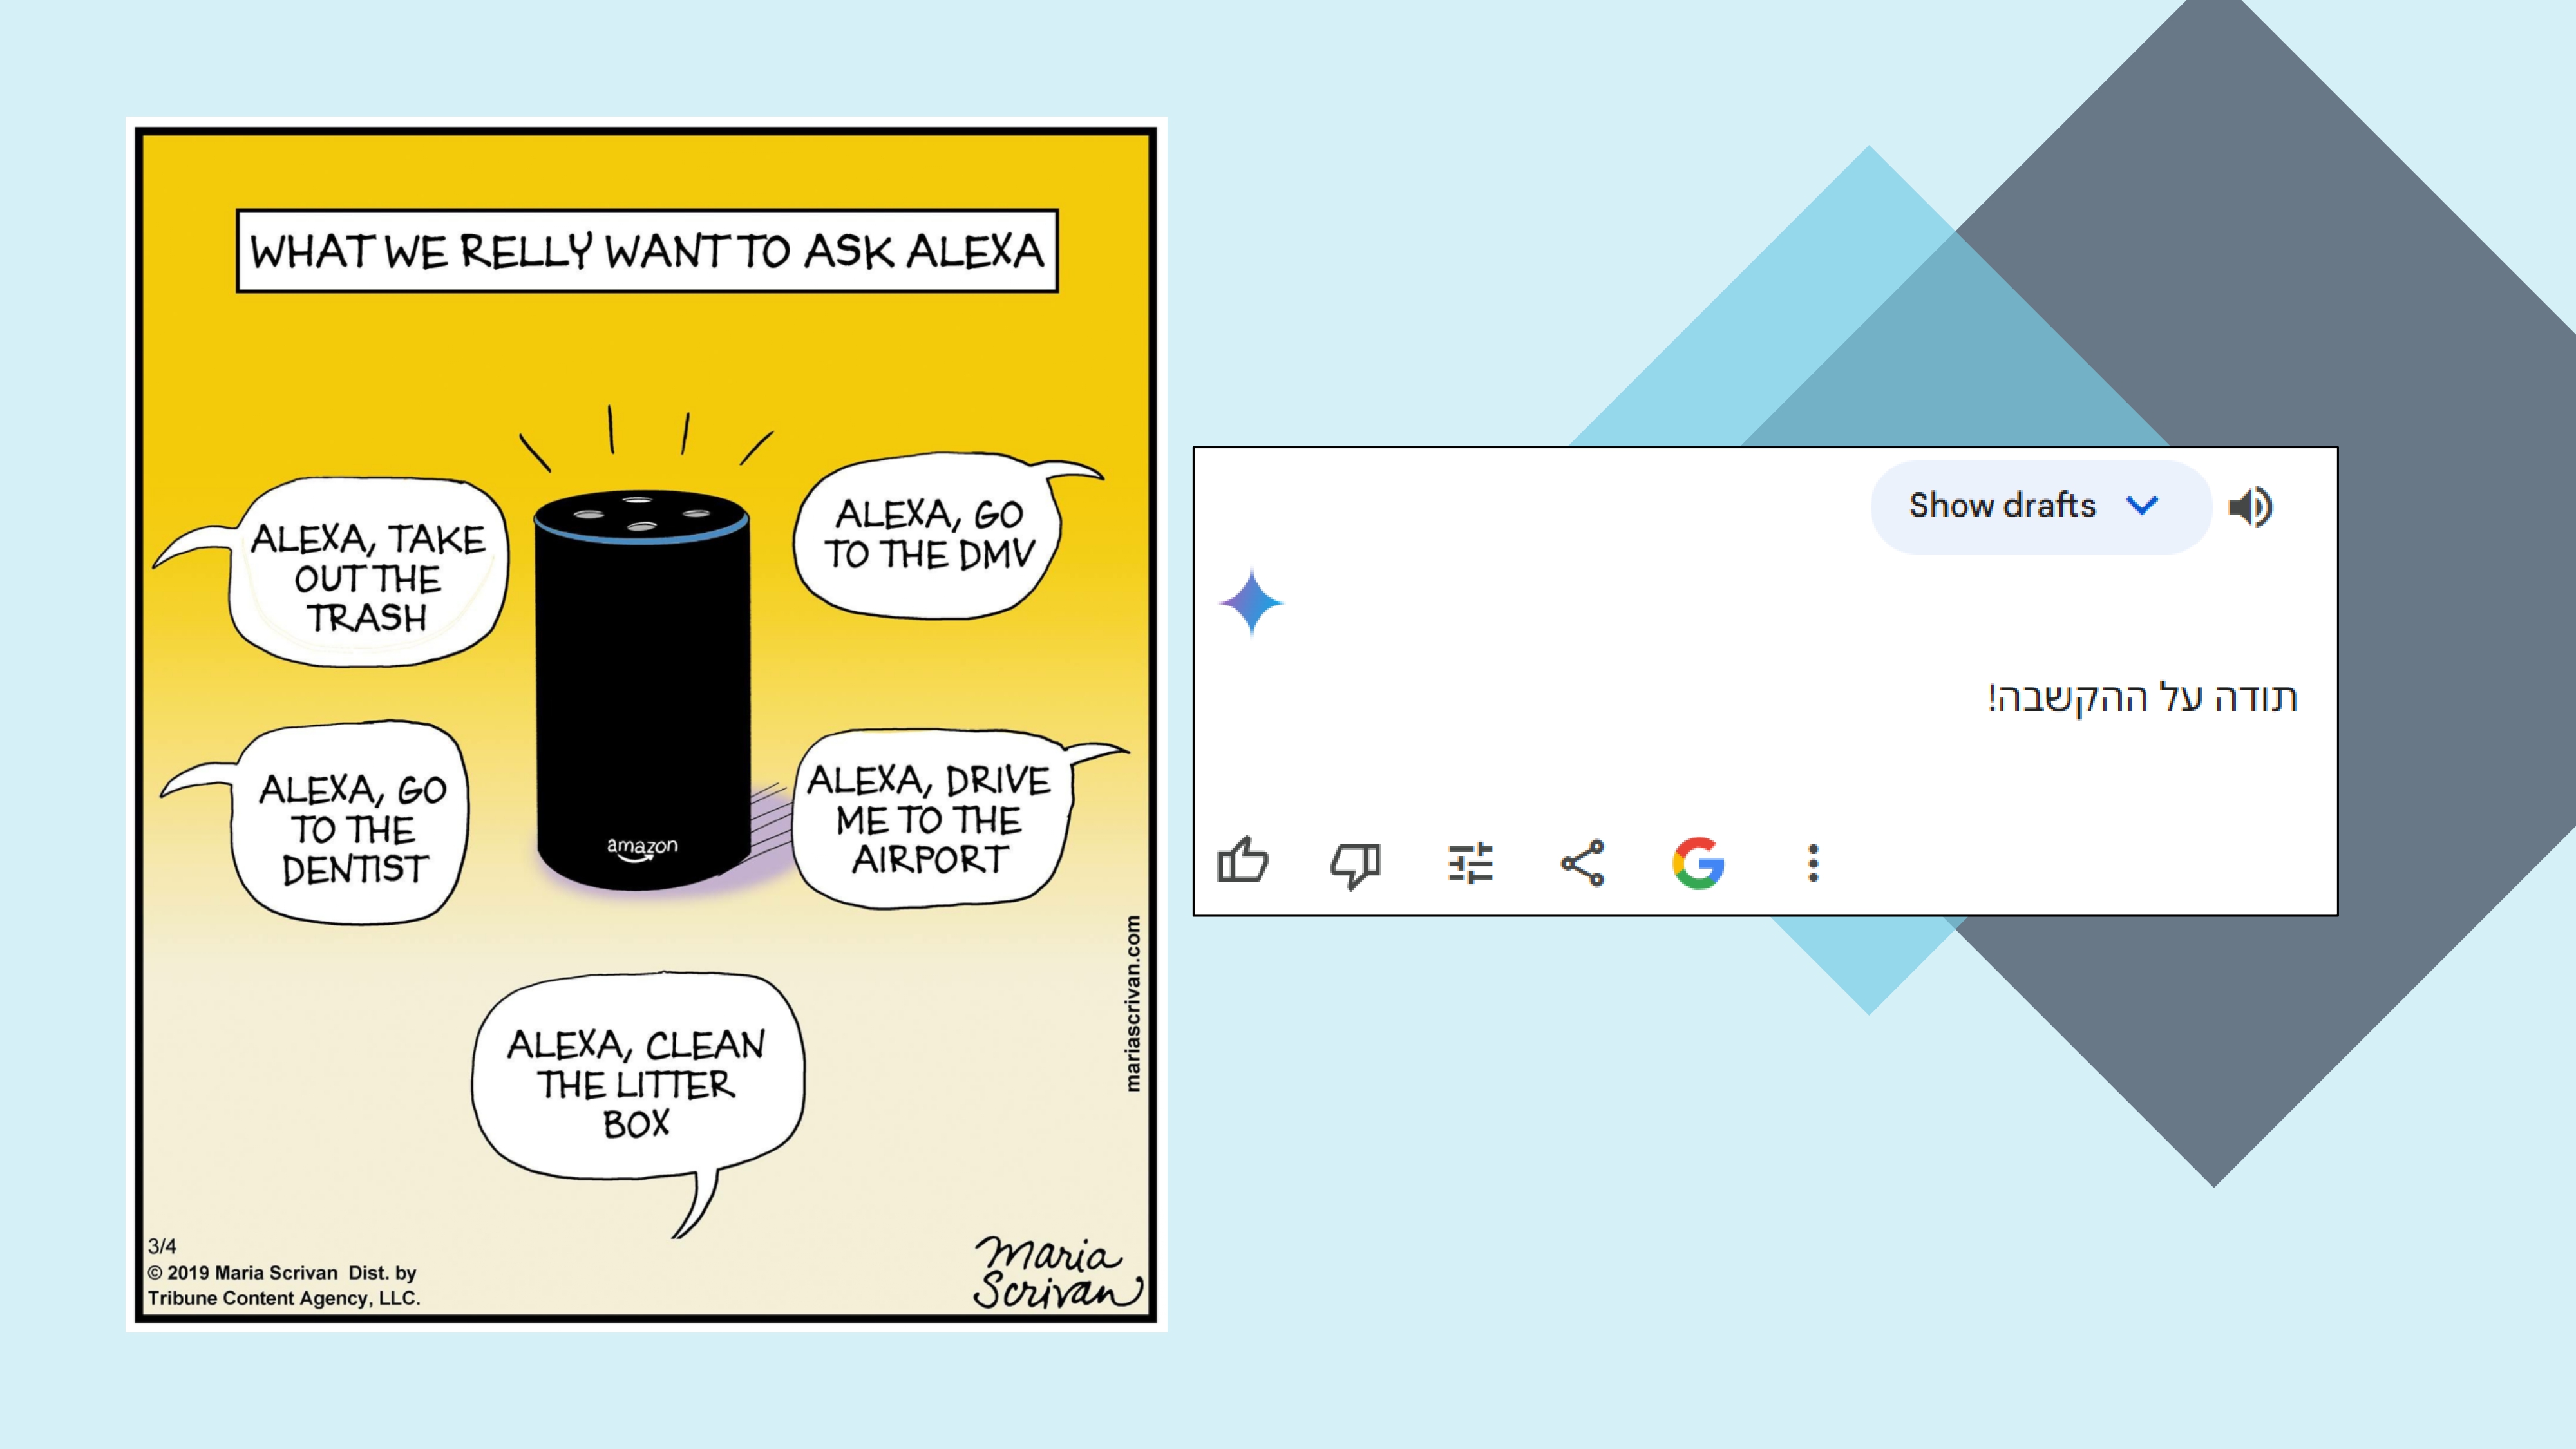 WHAT WE RELLY WANT TO ASK ALEXA
ALEXA, TAKE
OUT THE
TRASH
ALEXA, GO
TO THE DMV
ALEXA, GO
TO THE
DENTIST
amazon
ALEXA, DRIVE
ME TO THE
AIRPORT
ALEXA, CLEAN
THE LITTER
BOX
mariascrivan.com
3/4
© 2019 Maria Scrivan Dist. by
Tribune Content Agency, LLC.
Maria
Scrivan
Show drafts
תודה על ההקשבה!